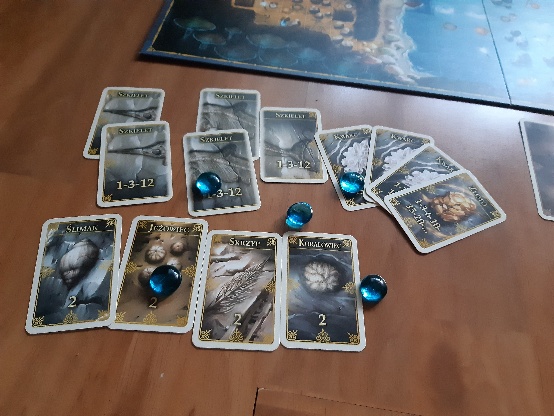 SZKIELET
SZKIELET
SZKIELET
1-3-12
SZKIELET
1-3-12
SZKIELET
1-3-12
ŚLIMAK
2
JEŻOWIEC
2
SKRZYP
2
KORALOWIEC
2